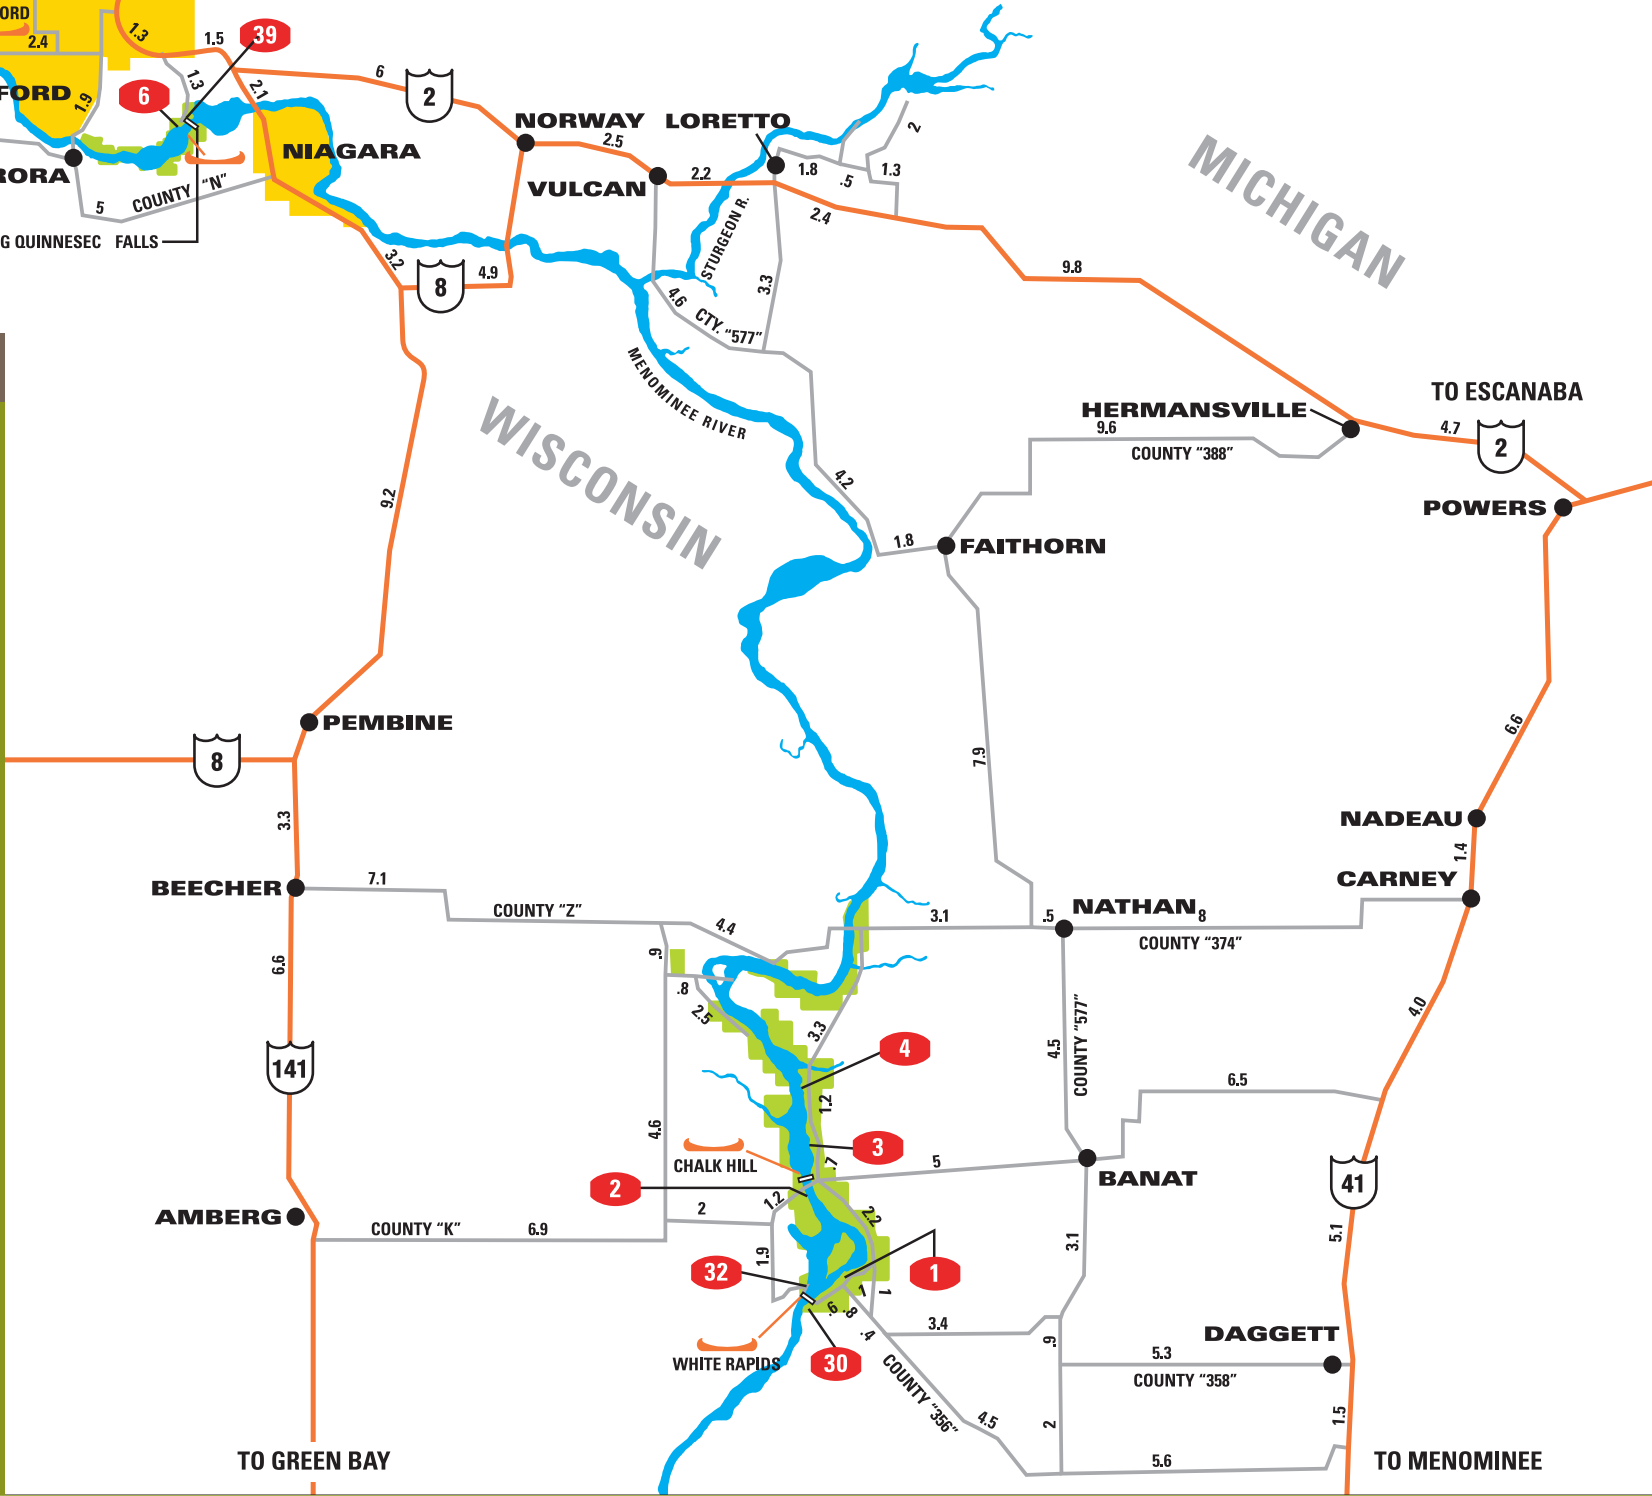 ORD
2.4
1.3
1.5
39
6
2
FORD
1.9
6
1.3
2.1
NORWAY
2.5
LORETTO
2
MICHIGAN
NIAGARA
RORA
COUNTY "N"
5
VULCAN
2.2
1.8
.5
1.3
2.4
G QUINNESEC FALLS
3.2
8
4.9
STURGEON R.
3.3
4.6
CTY. "577"
9.8
MENOMINEE RIVER
WISCONSIN
TO ESCANABA
HERMANSVILLE
9.6
COUNTY "388"
4.7
2
POWERS
9.2
4.2
1.8
FAITHORN
PEMBINE
8
7.9
6.6
3.3
NADEAU
1.4
BEECHER
7.1
CARNEY
COUNTY "Z"
4.4
3.1
.5
NATHAN
8
COUNTY "374"
6.6
.9
.8
2.5
3.3
4
4.5
COUNTY "577"
4.0
141
1.2
6.5
4.6
3
CHALK HILL
.7
5
BANAT
41
2
1.2
2
2.2
AMBERG
COUNTY "K"
6.9
1.9
3.1
5.1
32
1
1
1
.6
.8
.4
3.4
.9
DAGGETT
WHITE RAPIDS
30
5.3
COUNTY "358"
COUNTY "356"
4.5
2
1.5
5.6
TO GREEN BAY
TO MENOMINEE